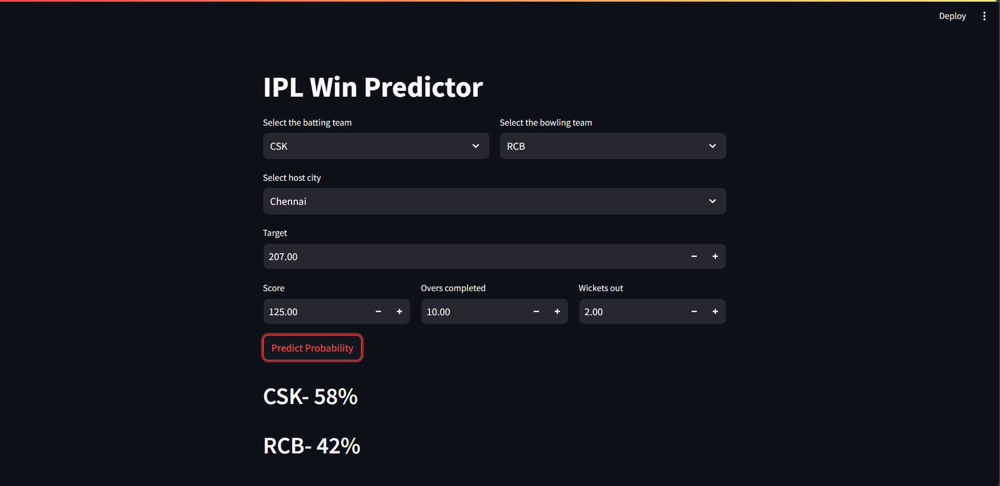 Deploy
IPL Win Predictor
Select the batting team
Select the bowling team
CSK
RCB
Select host city
Chennai
Target
207.00
Score
Overs completed
Wickets out
125.00
10.00
2.00
Predict Probability
CSK- 58%
RCB- 42%